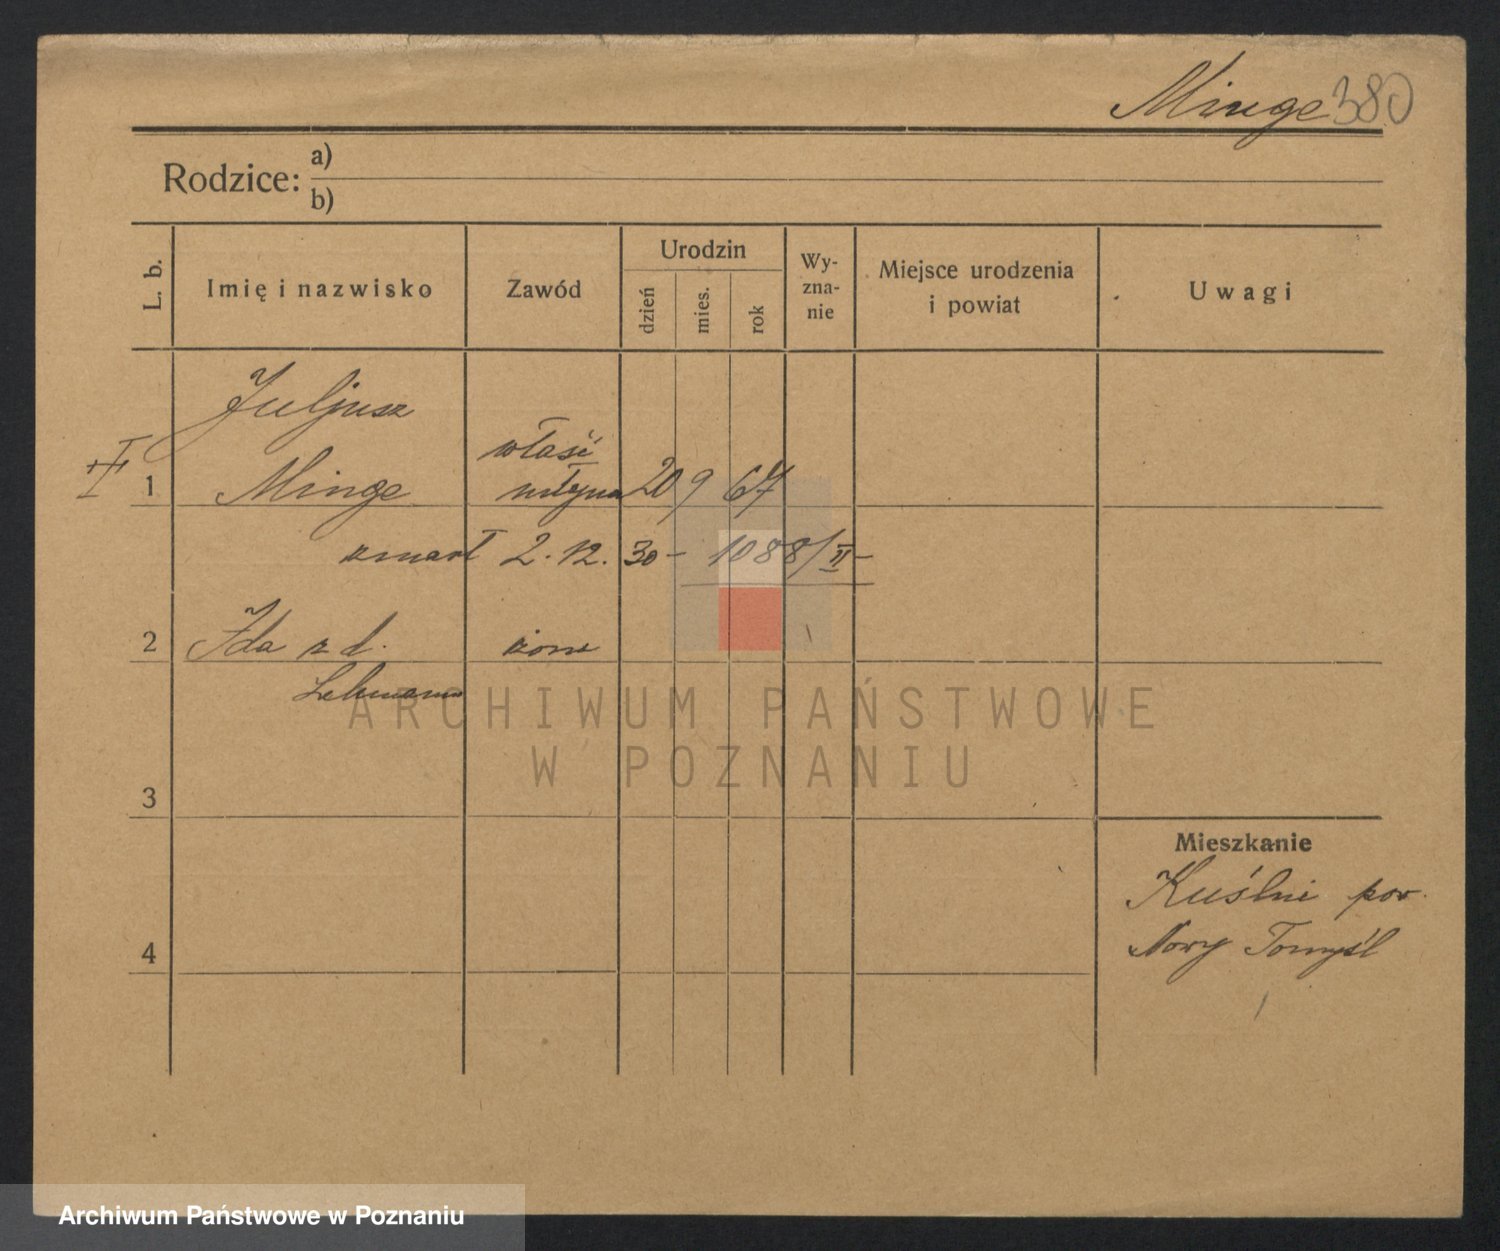 Minge 380
Rodzice: a)
b)
L. b.
Imię i nazwisko
Zawód
Urodzin
dzień
mies.
rok
Wy-
zna-
nie
Miejsce urodzenia
i powiat
Uwagi
Juljusz
1 Minge
właść
młyna
20 9 67
zmarł 2. 12. 30 – 1088/II –
2 Ida z d.
Lehmann
żona
ARCHIWUM PAŃSTWOWE
W POZNANIU
3
4
Mieszkanie
Kuślin pow.
Nowy Tomyśl
Archiwum Państwowe w Poznaniu